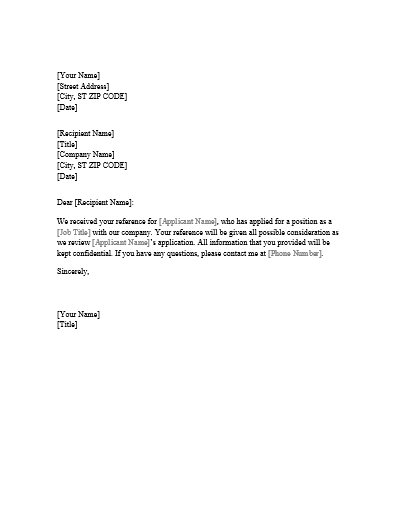 [Your Name]
[Street Address]
[City, ST ZIP CODE]
[Date]
[Recipient Name]
[Title]
[Company Name]
[City, ST ZIP CODE]
[Date]
Dear [Recipient Name]:
We received your reference for [Applicant Name], who has applied for a position as a
[Job Title] with our company. Your reference will be given all possible consideration as
we review [Applicant Name]'s application. All information that you provided will be
kept confidential. If you have any questions, please contact me at [Phone Number].
Sincerely,
[Your Name]
[Title]